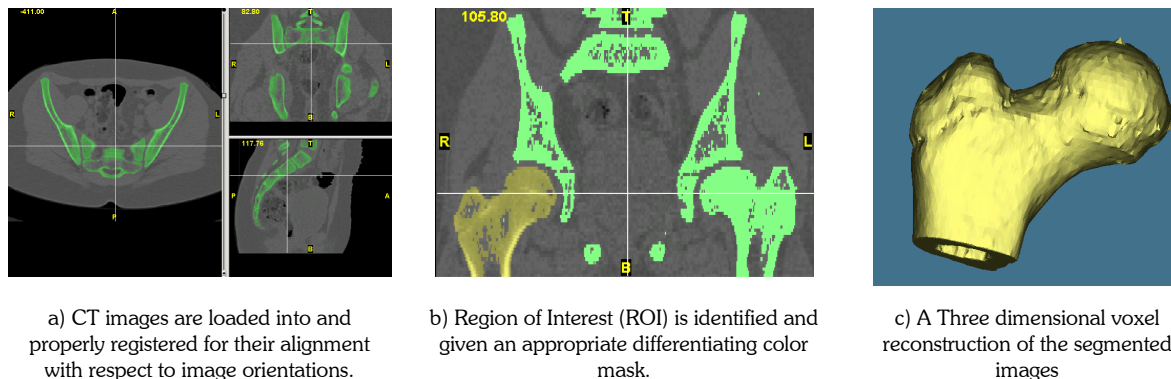 -411.00
A
R
L
P
82.80
T
R
L
B
117.76
T
P
A
B
105.80
T
R
L
B
a) CT images are loaded into and
properly registered for their alignment
with respect to image orientations.
b) Region of Interest (ROI) is identified and
given an appropriate differentiating color
mask.
c) A Three dimensional voxel
reconstruction of the segmented
images